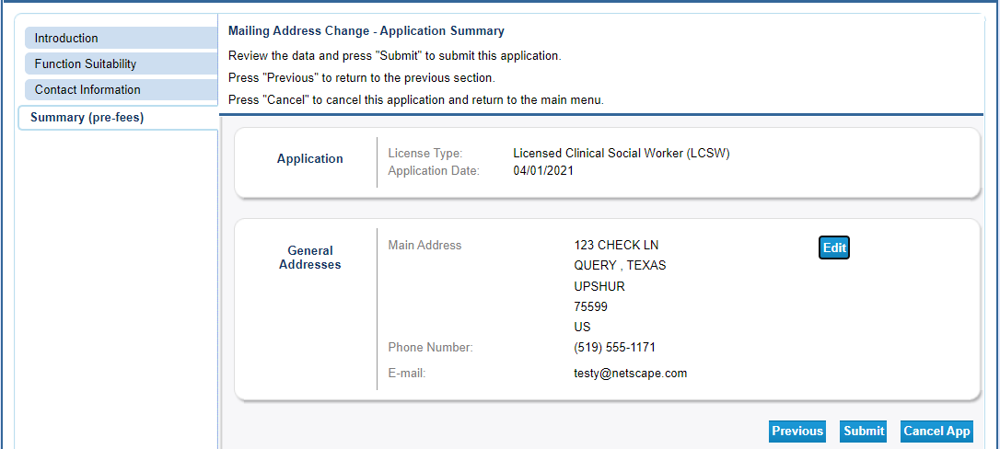 Introduction
Function Suitability
Contact Information
Summary (pre-fees)
Mailing Address Change - Application Summary
Review the data and press "Submit" to submit this application.
Press "Previous" to return to the previous section.
Press "Cancel" to cancel this application and return to the main menu.
Application
License Type: Licensed Clinical Social Worker (LCSW)
Application Date: 04/01/2021
General
Addresses
Main Address 123 CHECK LN
QUERY , TEXAS
UPSHUR
75599
US
Phone Number: (519) 555-1171
E-mail: testy@netscape.com
Edit
Previous Submit Cancel App